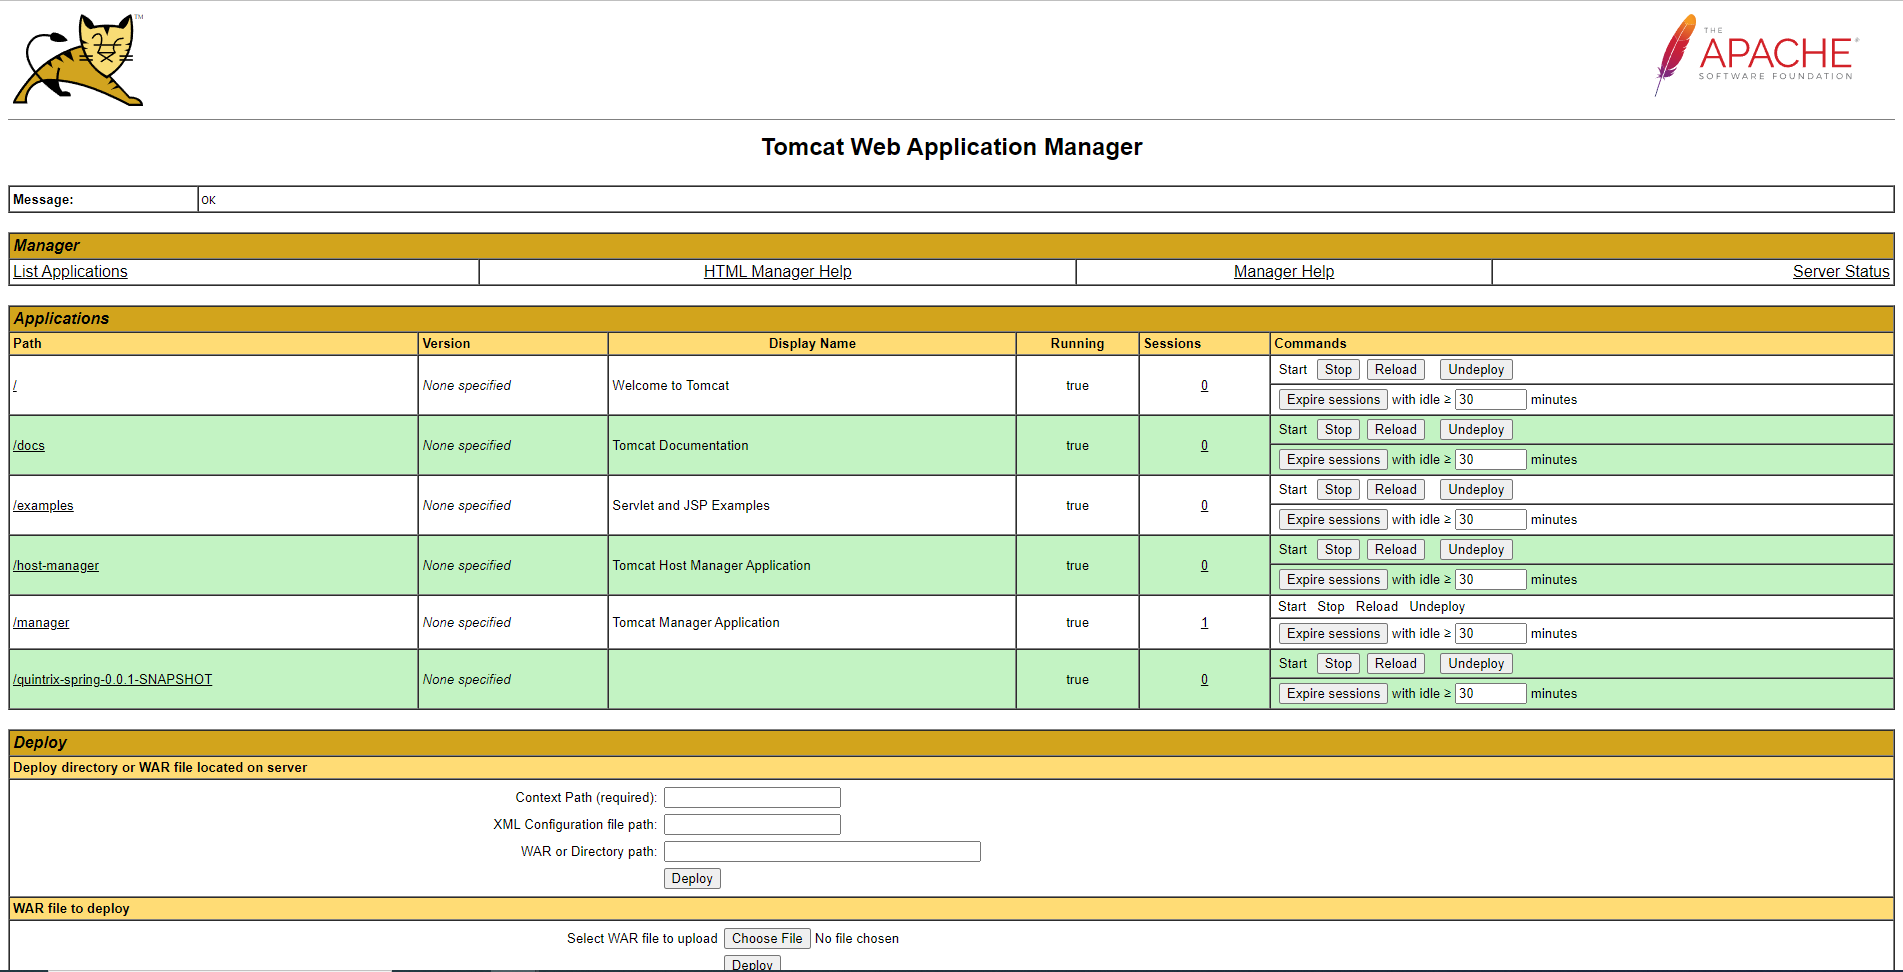 TM
THE
APACHE®
SOFTWARE FOUNDATION
Tomcat Web Application Manager
Message: OK
Manager
List Applications HTML Manager Help Manager Help Server Status
Applications
Path Version Display Name Running Sessions Commands
/ None specified Welcome to Tomcat true 0 Start Stop Reload Undeploy
Expire sessions with idle ≥ 30 minutes
/docs None specified Tomcat Documentation true 0 Start Stop Reload Undeploy
Expire sessions with idle ≥ 30 minutes
/examples None specified Servlet and JSP Examples true 0 Start Stop Reload Undeploy
Expire sessions with idle ≥ 30 minutes
/host-manager None specified Tomcat Host Manager Application true 0 Start Stop Reload Undeploy
Expire sessions with idle ≥ 30 minutes
/manager None specified Tomcat Manager Application true 1 Start Stop Reload Undeploy
Expire sessions with idle ≥ 30 minutes
/quintrix-spring-0.0.1-SNAPSHOT None specified true 0 Start Stop Reload Undeploy
Expire sessions with idle ≥ 30 minutes
Deploy
Deploy directory or WAR file located on server
Context Path (required):
XML Configuration file path:
WAR or Directory path:
Deploy
WAR file to deploy
Select WAR file to upload Choose File No file chosen
Deploy